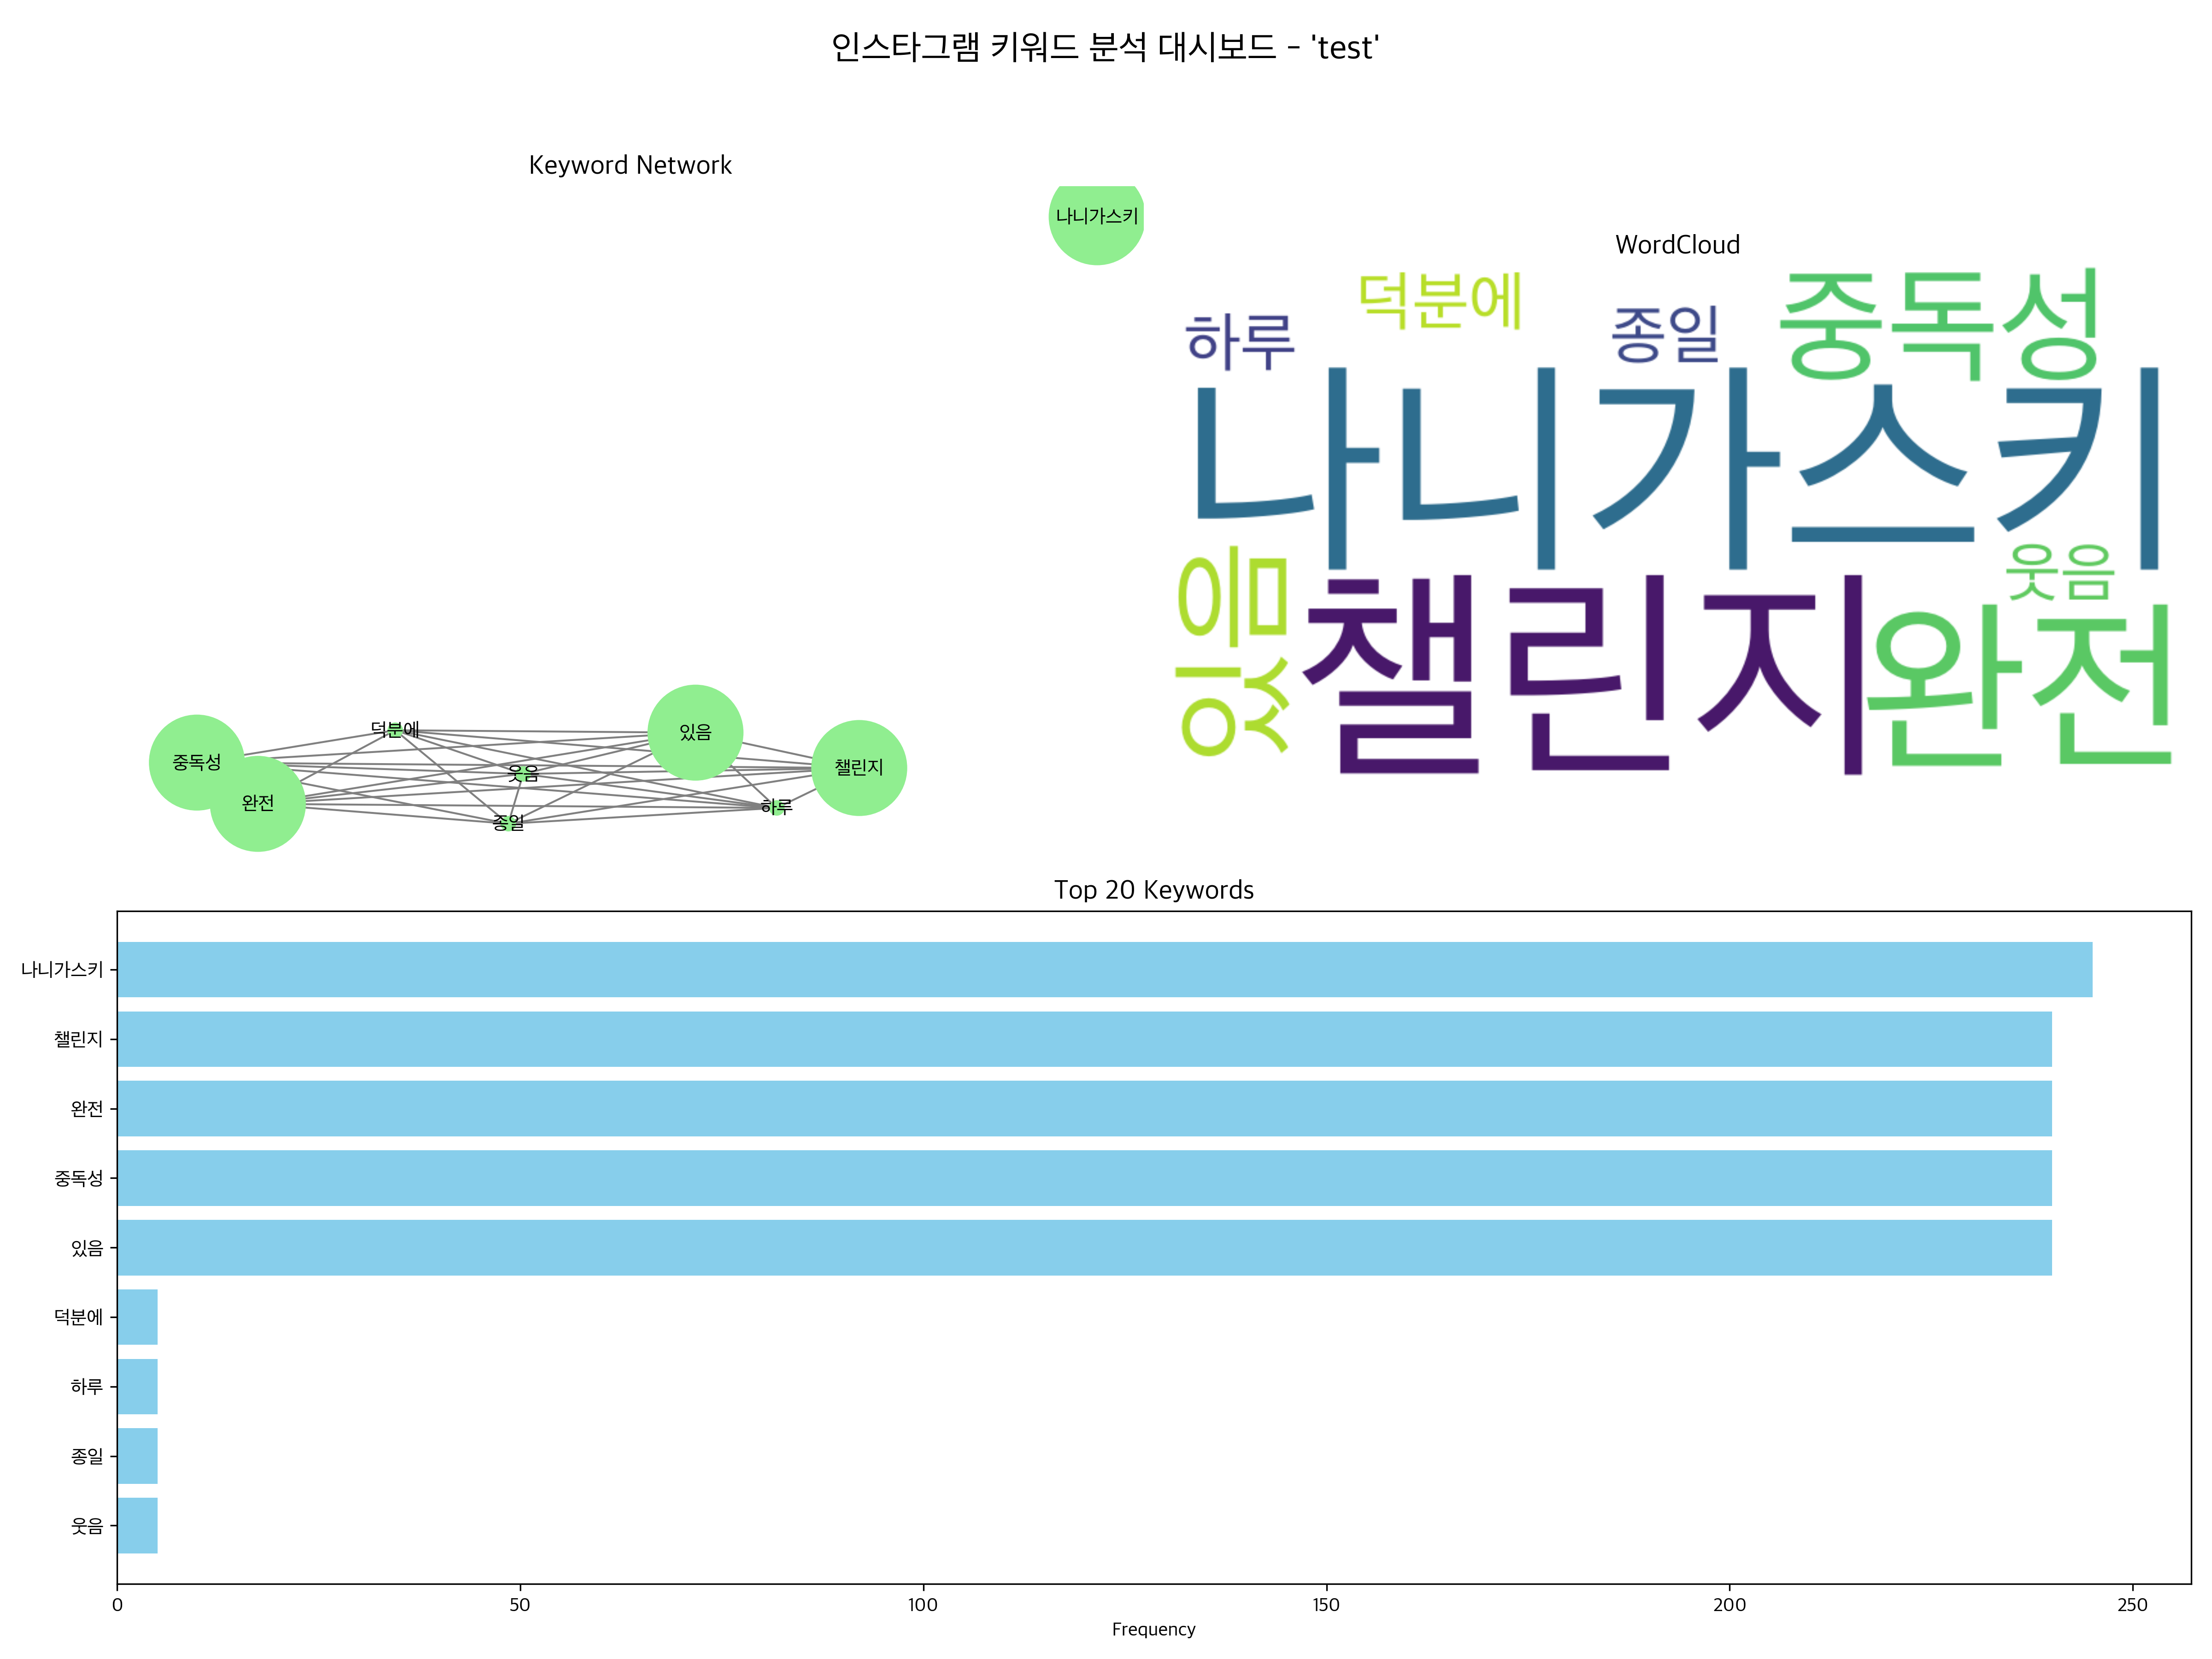 인스타그램 키워드 분석 대시보드 - 'test'
Keyword Network
나니가스키
중독성
덕분에
있음
완전
웃음
챌린지
하루
종일
WordCloud
덕분에
종일
중독성
하루
나니가스키
웃음
있음
챌린지
완전
Top 20 Keywords
나니가스키
챌린지
완전
중독성
있음
덕분에
하루
종일
웃음
0 50 100 150 200 250
Frequency